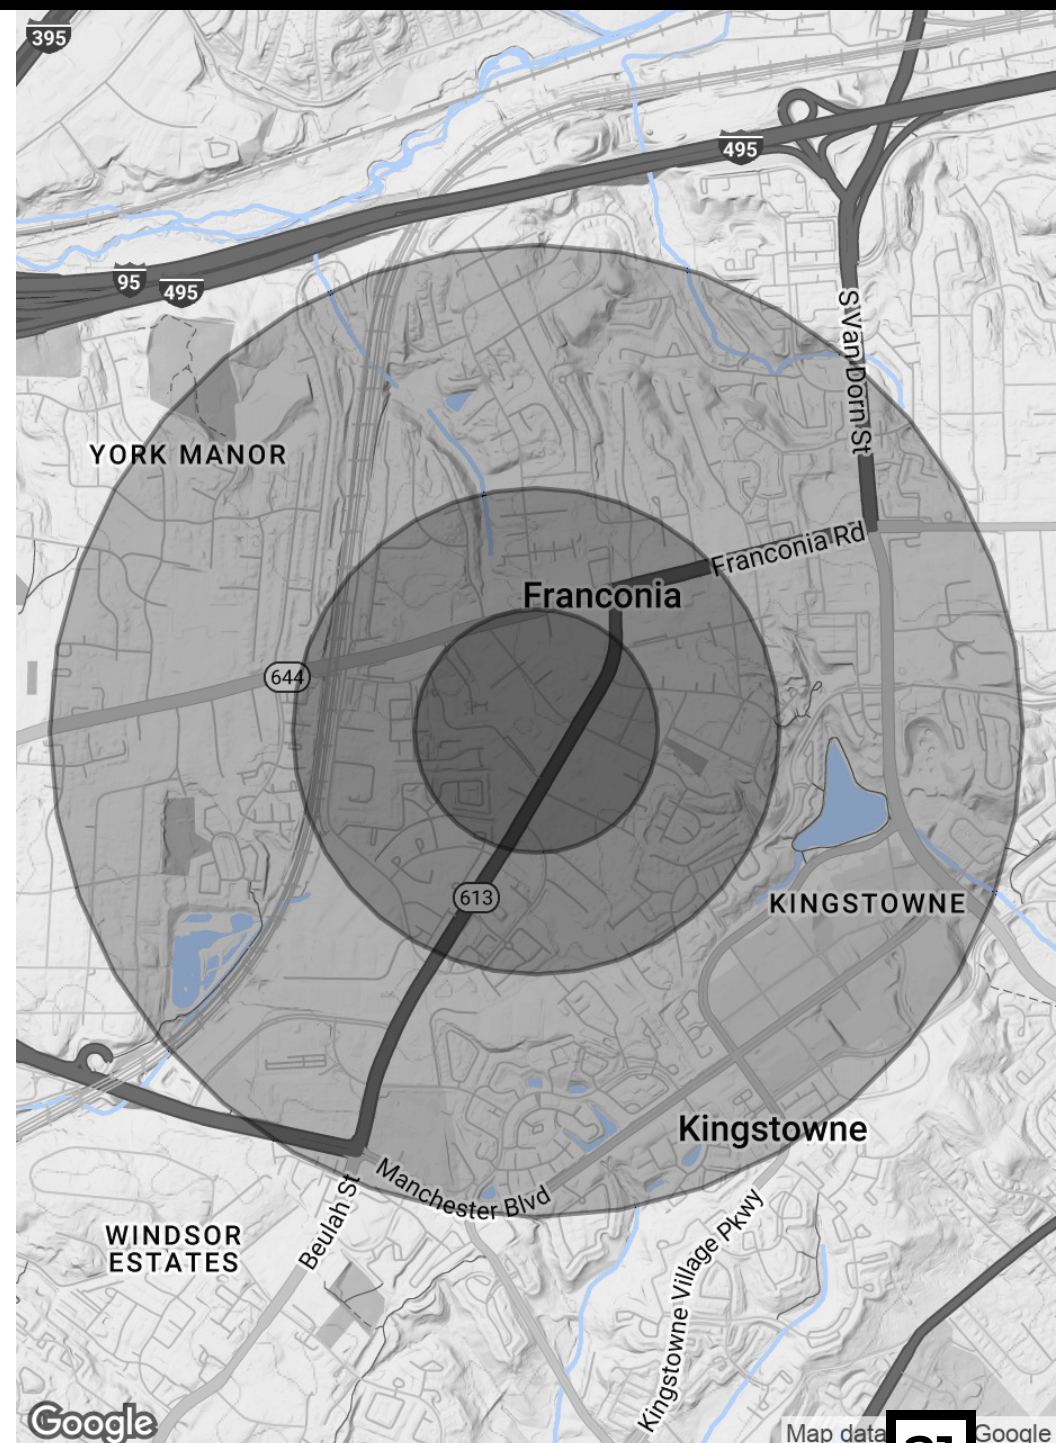 395
495
95
495
S Van Dorn St
YORK MANOR
Franconia Rd
Franconia
644
613
KINGSTOWNE
Kingstowne
Manchester Blvd
Beulah St
WINDSOR
ESTATES
Kingstowne Village Pkwy
Google
Map data
Google